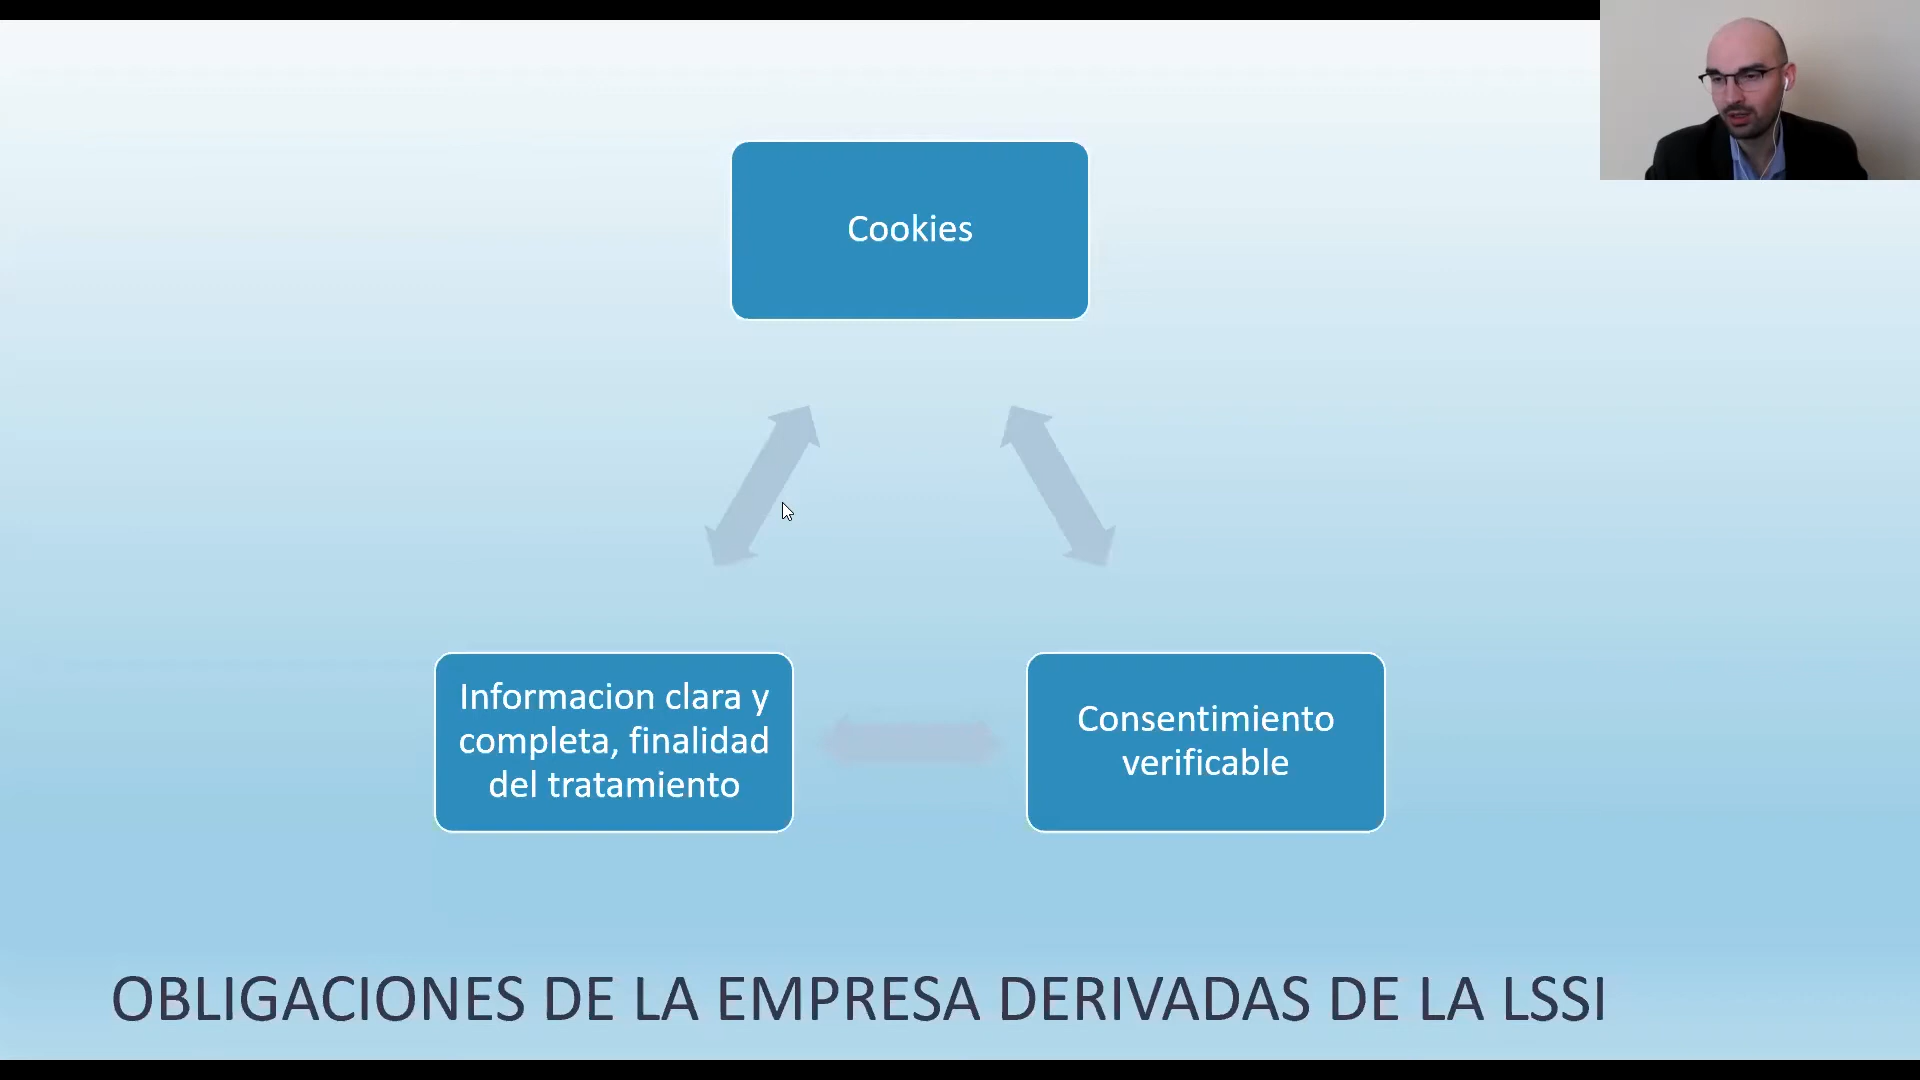 Cookies
Informacion clara y
completa, finalidad
del tratamiento
Consentimiento
verificable
OBLIGACIONES DE LA EMPRESA DERIVADAS DE LA LSSI